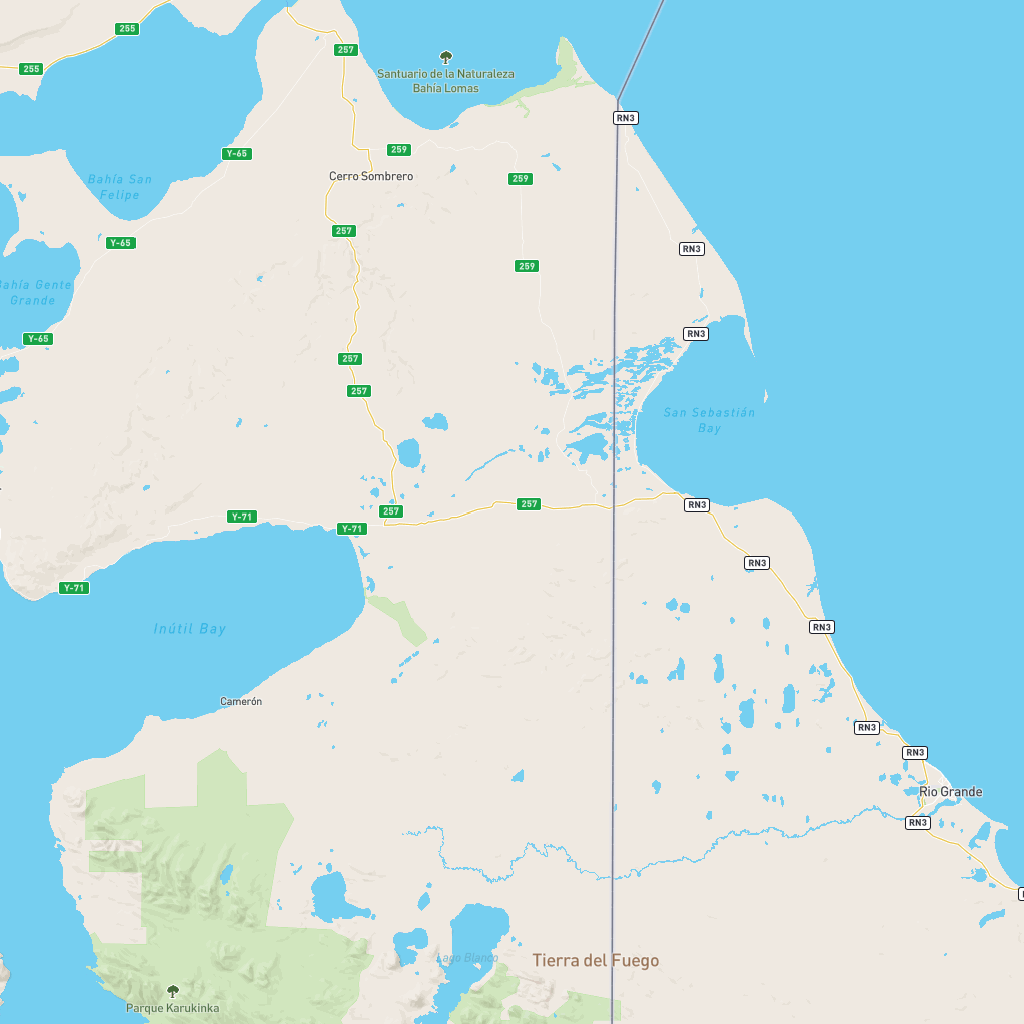 255
257
255
Santuario de la Naturaleza
Bahía Lomas
RN3
Y-65
259
Cerro Sombrero
259
Bahía San
Felipe
257
Y-65
RN3
259
Bahía Gente
Grande
RN3
Y-65
257
257
San Sebastián
Bay
257
RN3
257
Y-71
Y-71
RN3
Y-71
RN3
Inútil Bay
Camerón
RN3
RN3
Rio Grande
RN3
Lago Blanco
Tierra del Fuego
Parque Karukinka